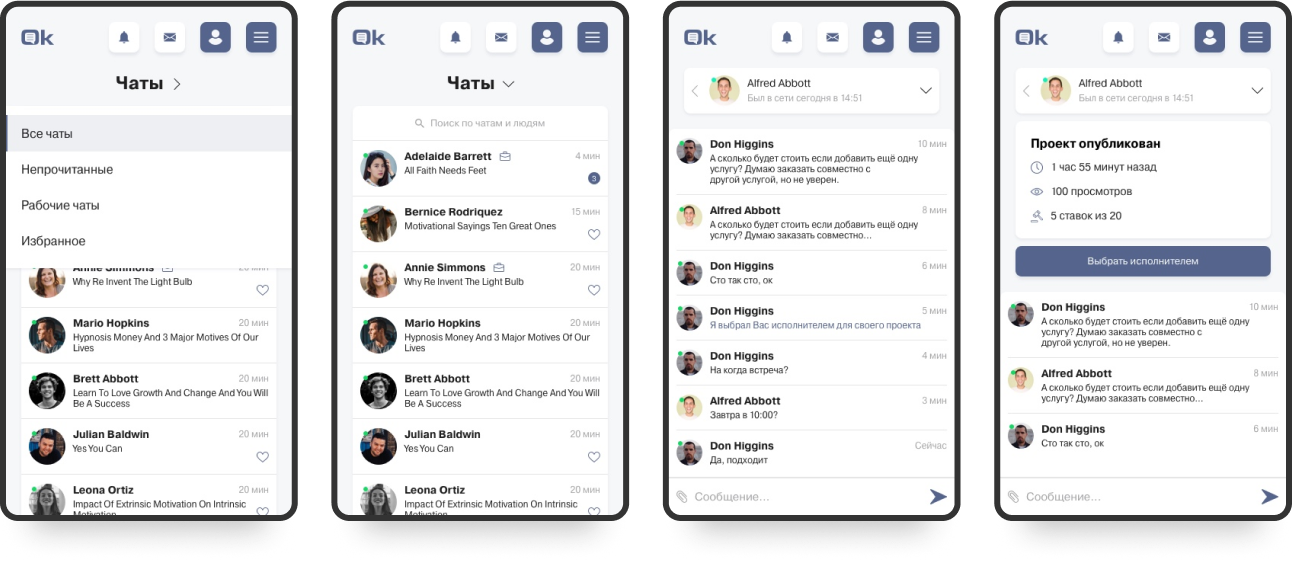 Ok
Чаты
Все чаты
Непрочитанные
Рабочие чаты
Избранное
Annie Simmons 20 мин
Why Re Invent The Light Bulb
Mario Hopkins 20 мин
Hypnosis Money And 3 Major Motives Of Our
Lives
Brett Abbott 20 мин
Learn To Love Growth And Change And You Will
Be A Success
Julian Baldwin 20 мин
Yes You Can
Leona Ortiz 20 мин
Impact Of Extrinsic Motivation On Intrinsic
Motivation
Ok
Чаты
Поиск по чатам и людям
Adelaide Barrett 4 мин
All Faith Needs Feet 3
Bernice Rodriquez 15 мин
Motivational Sayings Ten Great Ones
Annie Simmons 20 мин
Why Re Invent The Light Bulb
Mario Hopkins 20 мин
Hypnosis Money And 3 Major Motives Of Our
Lives
Brett Abbott 20 мин
Learn To Love Growth And Change And You Will
Be A Success
Julian Baldwin 20 мин
Yes You Can
Leona Ortiz 20 мин
Impact Of Extrinsic Motivation On Intrinsic
Motivation
Ok
Alfred Abbott
Был в сети сегодня в 14:51
Don Higgins 10 мин
А сколько будет стоить если добавить ещё одну
услугу? Думаю заказать совместно с
другой услугой, но не уверен.
Alfred Abbott 8 мин
А сколько будет стоить если добавить ещё одну
услугу? Думаю заказать совместно...
Don Higgins 6 мин
Сто так сто, ок
Don Higgins 5 мин
Я выбрал Вас исполнителем для своего проекта
Don Higgins 4 мин
На когда встреча?
Alfred Abbott 3 мин
Завтра в 10:00?
Don Higgins Сейчас
Да, подходит
Сообщение...
Ok
Alfred Abbott
Был в сети сегодня в 14:51
Проект опубликован
1 час 55 минут назад
100 просмотров
5 ставок из 20
Выбрать исполнителем
Don Higgins 10 мин
А сколько будет стоить если добавить ещё одну
услугу? Думаю заказать совместно с
другой услугой, но не уверен.
Alfred Abbott 8 мин
А сколько будет стоить если добавить ещё одну
услугу? Думаю заказать совместно...
Don Higgins 6 мин
Сто так сто, ок
Сообщение...